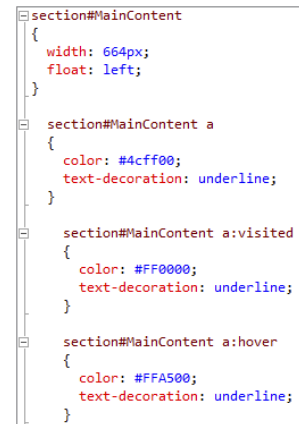 section#MainContent
{
width: 664px;
float: left;
}
section#MainContent a
{
color: #4cff00;
text-decoration: underline;
}
section#MainContent a:visited
{
color: #FF0000;
text-decoration: underline;
}
section#MainContent a:hover
{
color: #FFA500;
text-decoration: underline;
}